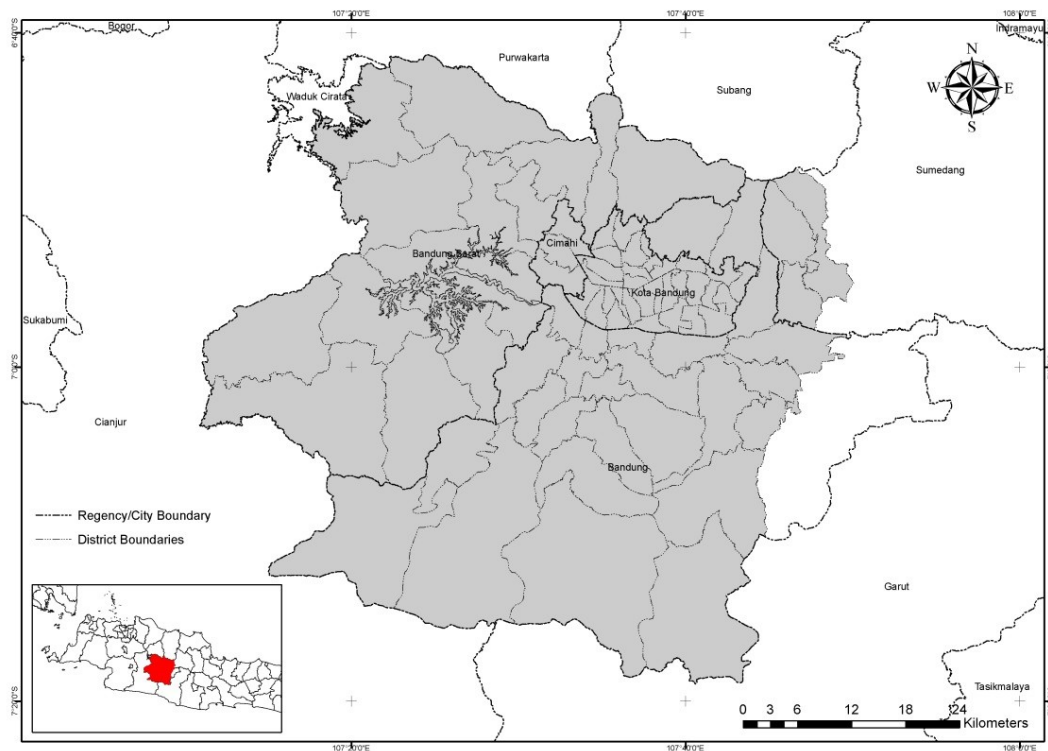 107°20'0"E
107°40'0"E
108°0'0"E
6°40'0"S
Bogor
Indramayu
Purwakarta
N
Waduk Cirata
Subang
W
E
S
Sumedang
Cimahi
Bandung Barat
Kota Bandung
Sukabumi
7°0'0"S
Cianjur
Bandung
Regency/City Boundary
District Boundaries
Garut
Tasikmalaya
7°20'0"S
0 3 6 12 18 24
Kilometers
107°20'0"E
107°40'0"E
108°0'0"E